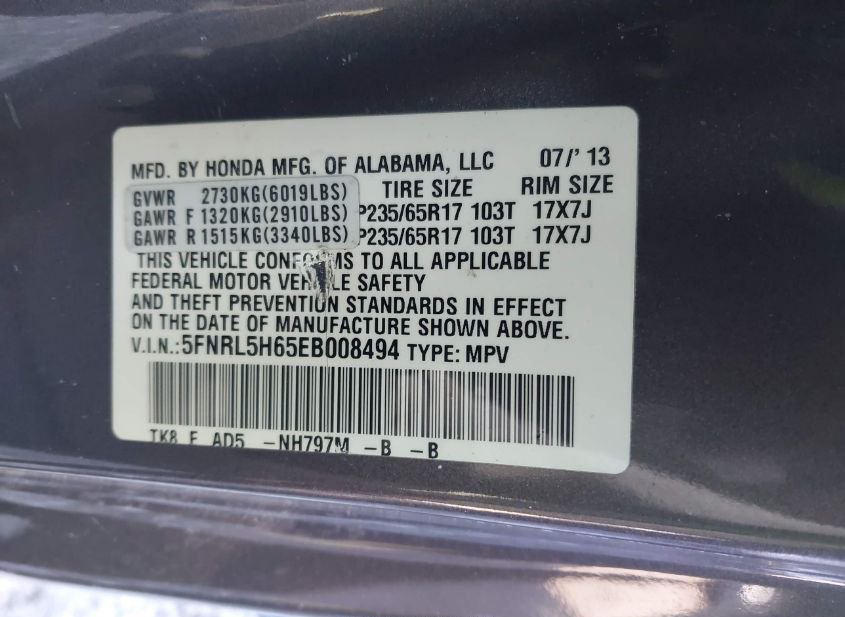 MFD. BY HONDA MFG. OF ALABAMA, LLC 07/' 13
GVWR 2730KG(6019LBS) TIRE SIZE RIM SIZE
GAWR F 1320KG(2910LBS) P235/65R17 103T 17X7J
GAWR R 1515KG(3340LBS) P235/65R17 103T 17X7J
THIS VEHICLE CONFORMS TO ALL APPLICABLE
FEDERAL MOTOR VEHICLE SAFETY
AND THEFT PREVENTION STANDARDS IN EFFECT
ON THE DATE OF MANUFACTURE SHOWN ABOVE.
V.I.N.:5FNRL5H65EB008494 TYPE: MPV
TK8 F AD5 -NH797M -B -B